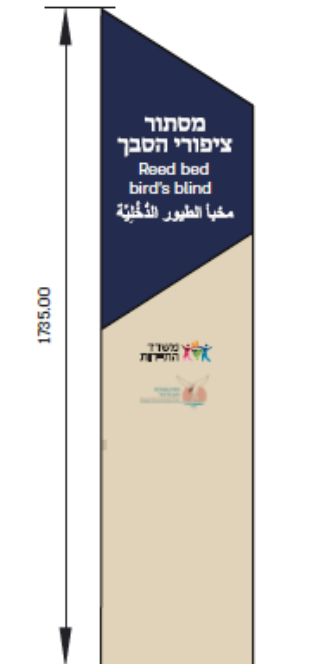 מסתור
ציפורי הסבך
Reed bed
bird's blind
مخبأ الطيور الدُّخَّلِيَّة
משרד
התיירות
1735.00